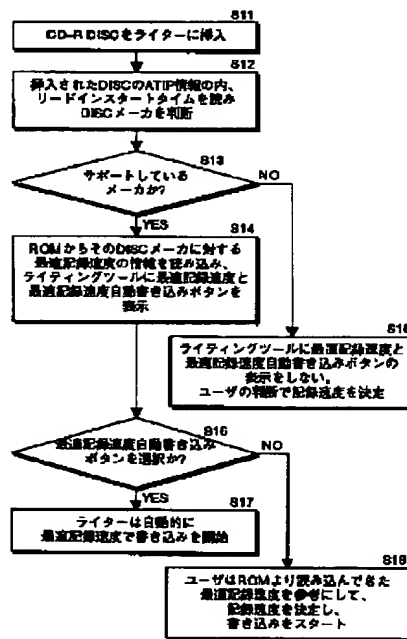 S11
CD-R DISCをライターに挿入
S12
挿入されたDISCのATIP情報の内、
リードインスタートタイムを読み
DISCメーカを判断
S13
サポートしている
メーカか?
NO
YES
S14
ROMからそのDISCメーカに対する
最適記録速度の情報を読み込み、
ライティングツールに最適記録速度と
最適記録速度自動書き込みボタンを
表示
S15
ライティングツールに最適記録速度と
最適記録速度自動書き込みボタンの
表示をしない。
ユーザの判断で記録速度を決定
S16
最適記録速度自動書き込み
ボタンを選択か?
NO
YES
S17
ライターは自動的に
最適記録速度で書き込みを開始
S18
ユーザはROMより読み込んできた
最適記録速度を参考にして、
記録速度を決定し、
書き込みをスタート